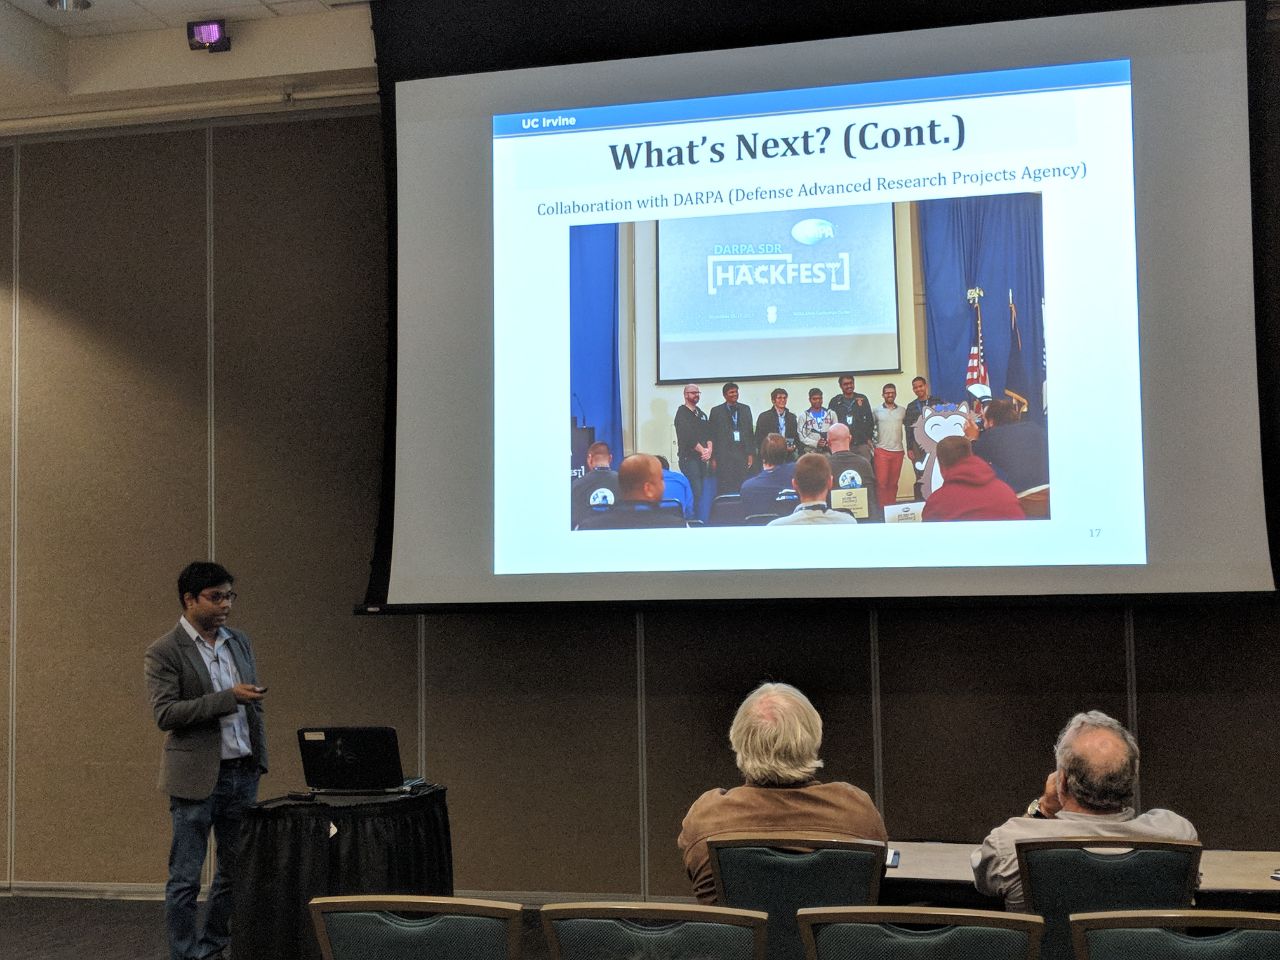 UC Irvine
What's Next? (Cont.)
Collaboration with DARPA (Defense Advanced Research Projects Agency)
DARPA SDR
[HACKFEST]
17